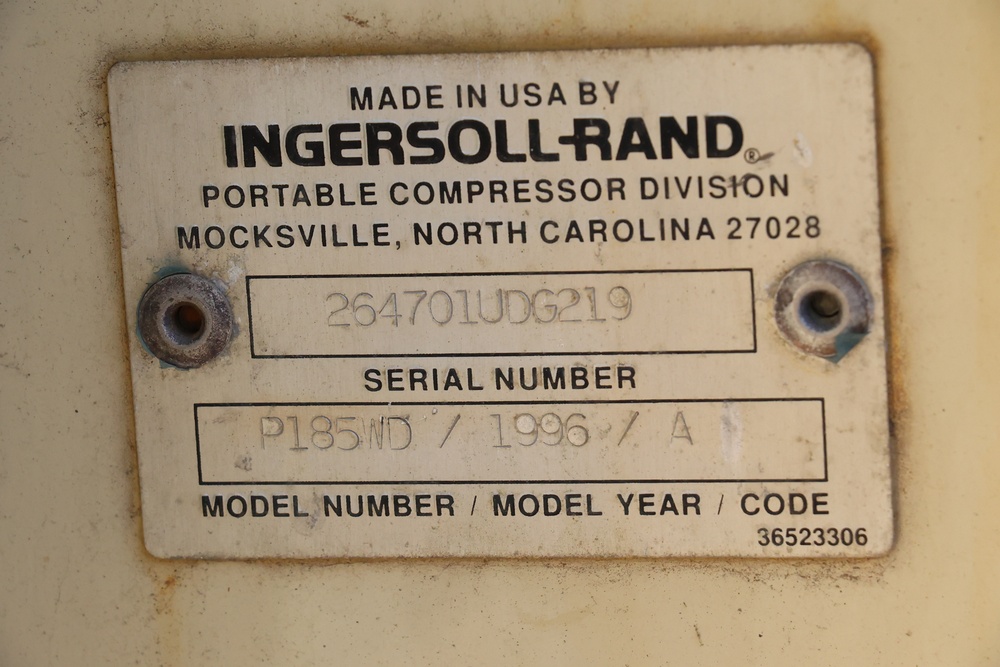 MADE IN USA BY
INGERSOLL-RAND®
PORTABLE COMPRESSOR DIVISION
MOCKSVILLE, NORTH CAROLINA 27028
264701UDG219
SERIAL NUMBER
P185WD / 1996 / A
MODEL NUMBER / MODEL YEAR / CODE
36523306